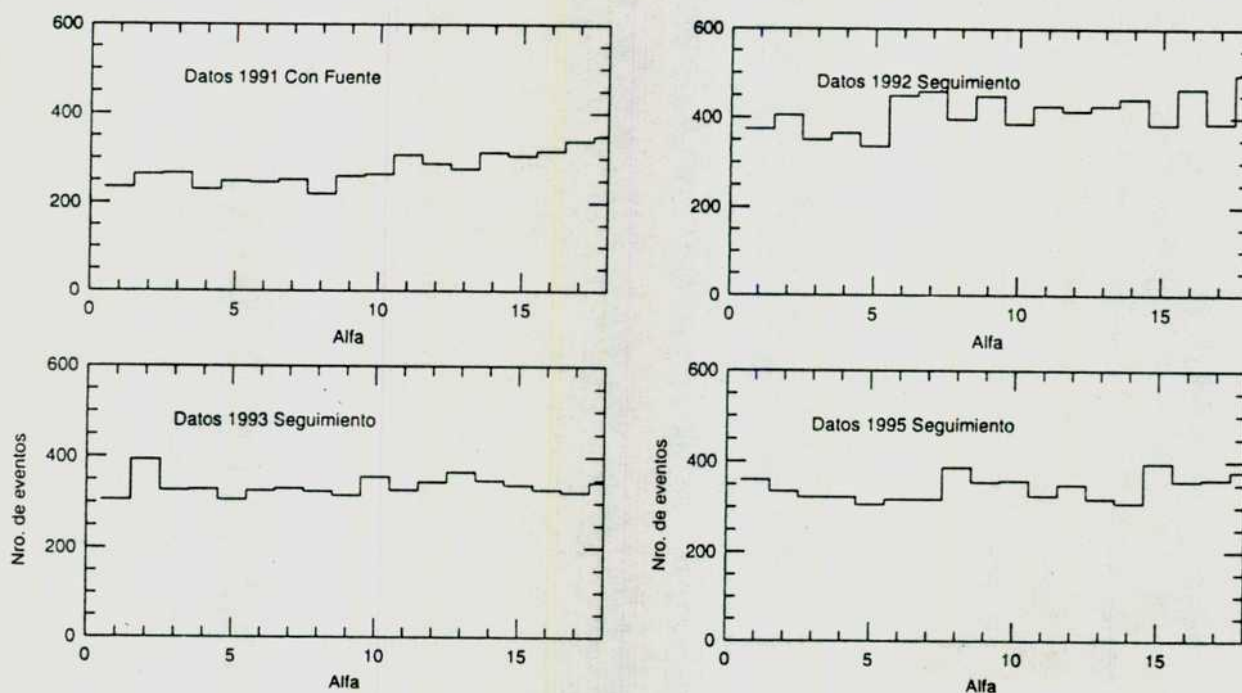 600
400
200
0
Datos 1991 Con Fuente
0 5 10 15
Alfa
600
400
200
0
Datos 1992 Seguimiento
0 5 10 15
Alfa
Nro. de eventos
600
400
200
0
Datos 1993 Seguimiento
0 5 10 15
Alfa
Nro. de eventos
600
400
200
0
Datos 1995 Seguimiento
0 5 10 15
Alfa